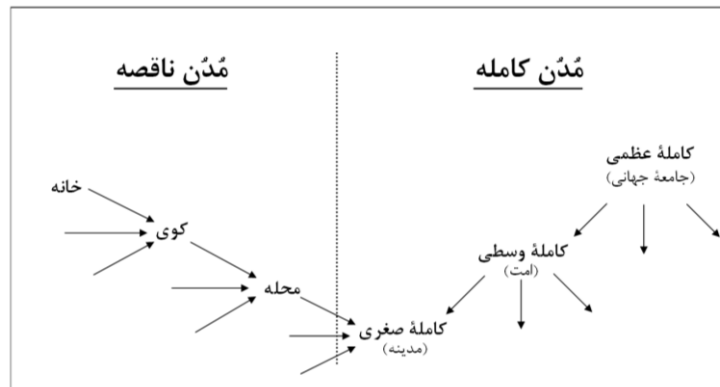 مُدُن کامله
مُدُن ناقصه
کاملهٔ عظمی
(جامعهٔ جهانی)
خانه
کوی
کاملهٔ وسطی
(امت)
محله
کاملهٔ صغری
(مدینه)